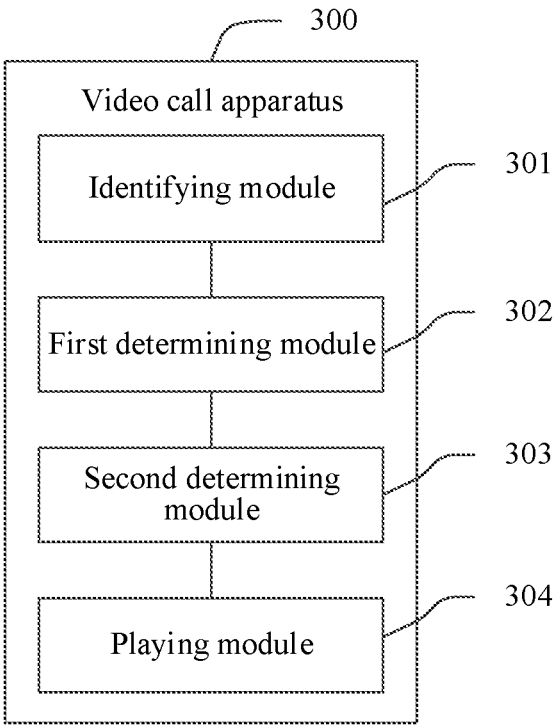 300
Video call apparatus
Identifying module
301
First determining module
302
Second determining
module
303
Playing module
304